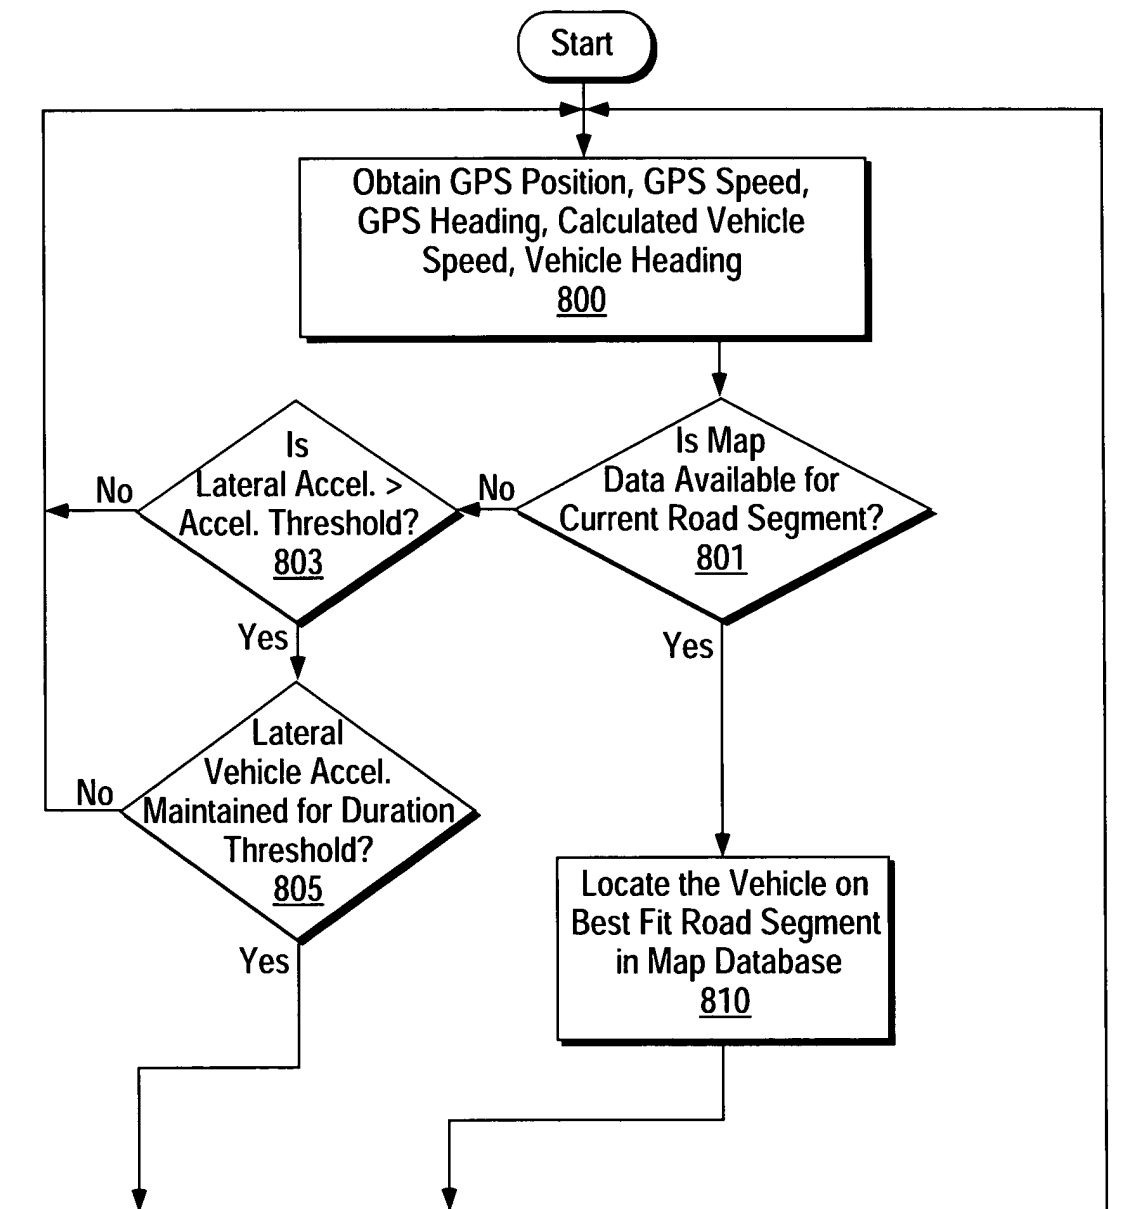 Start
Obtain GPS Position, GPS Speed,
GPS Heading, Calculated Vehicle
Speed, Vehicle Heading
800
Is
Lateral Accel. >
Accel. Threshold?
803
No
No
Is Map
Data Available for
Current Road Segment?
801
Yes
Yes
Lateral
Vehicle Accel.
Maintained for Duration
Threshold?
805
No
Yes
Locate the Vehicle on
Best Fit Road Segment
in Map Database
810